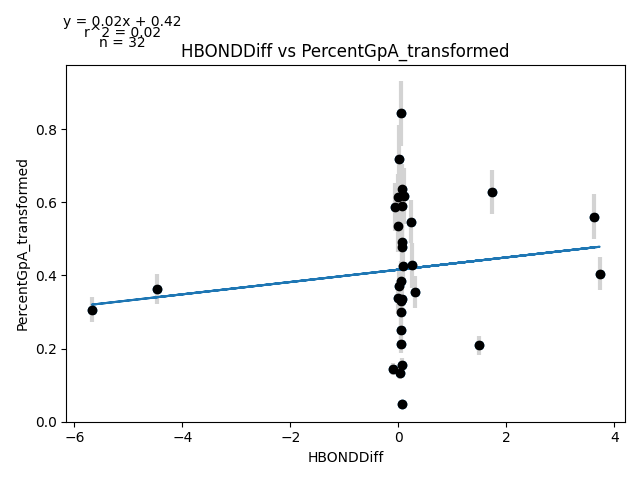 y = 0.02x + 0.42
r^2 = 0.02
n = 32
HBONDDiff vs PercentGpA_transformed
PercentGpA_transformed
0.8
0.6
0.4
0.2
0.0
−6
−4
−2
0
2
4
HBONDDiff